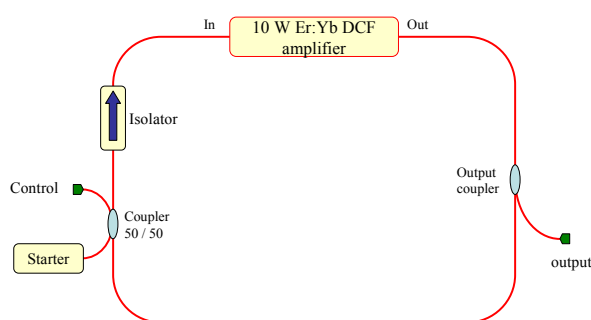 In
10 W Er:Yb DCF
amplifier
Out
Isolator
Control
Coupler
50 / 50
Starter
Output
coupler
output